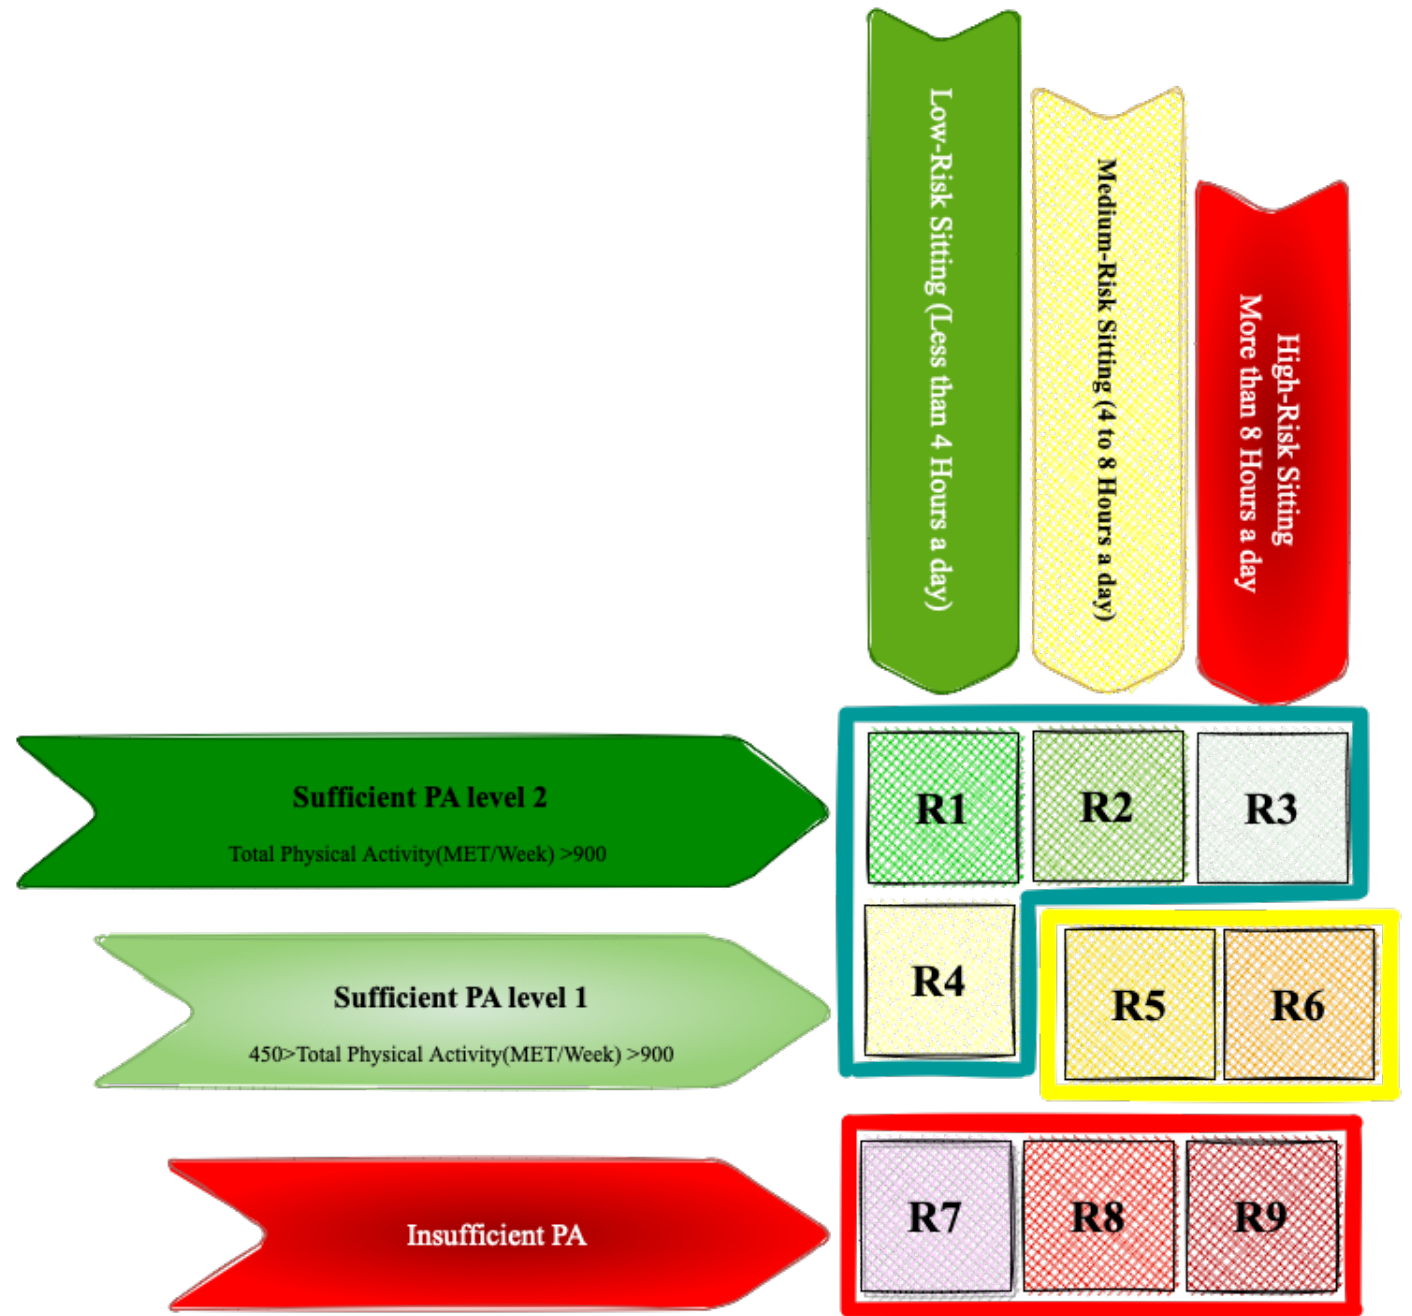 Low-Risk Sitting (Less than 4 Hours a day)
Medium-Risk Sitting (4 to 8 Hours a day)
High-Risk Sitting
More than 8 Hours a day
Sufficient PA level 2
Total Physical Activity(MET/Week) >900
R1
R2
R3
Sufficient PA level 1
450>Total Physical Activity(MET/Week) >900
R4
R5
R6
Insufficient PA
R7
R8
R9